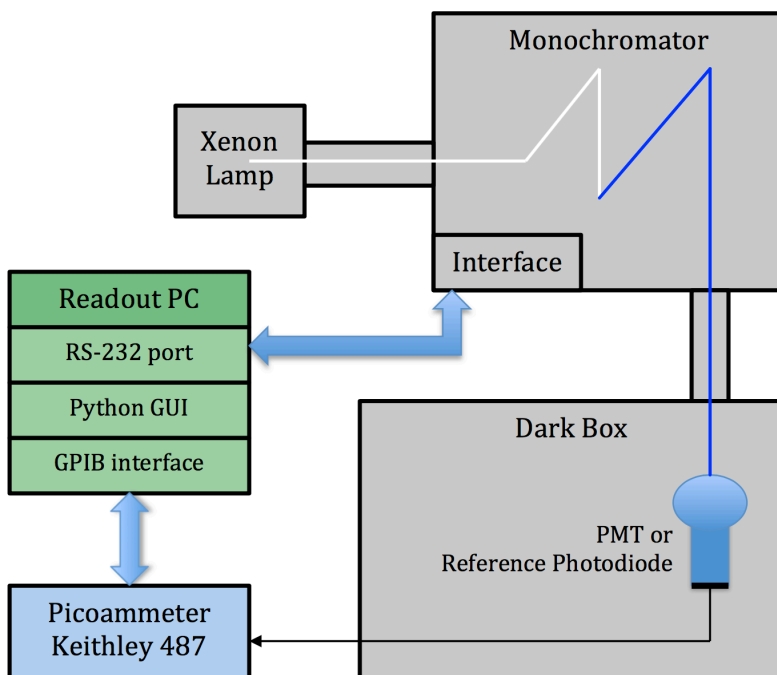 Monochromator
Xenon
Lamp
Interface
Readout PC
RS-232 port
Python GUI
GPIB interface
Dark Box
PMT or
Reference Photodiode
Picoammeter
Keithley 487